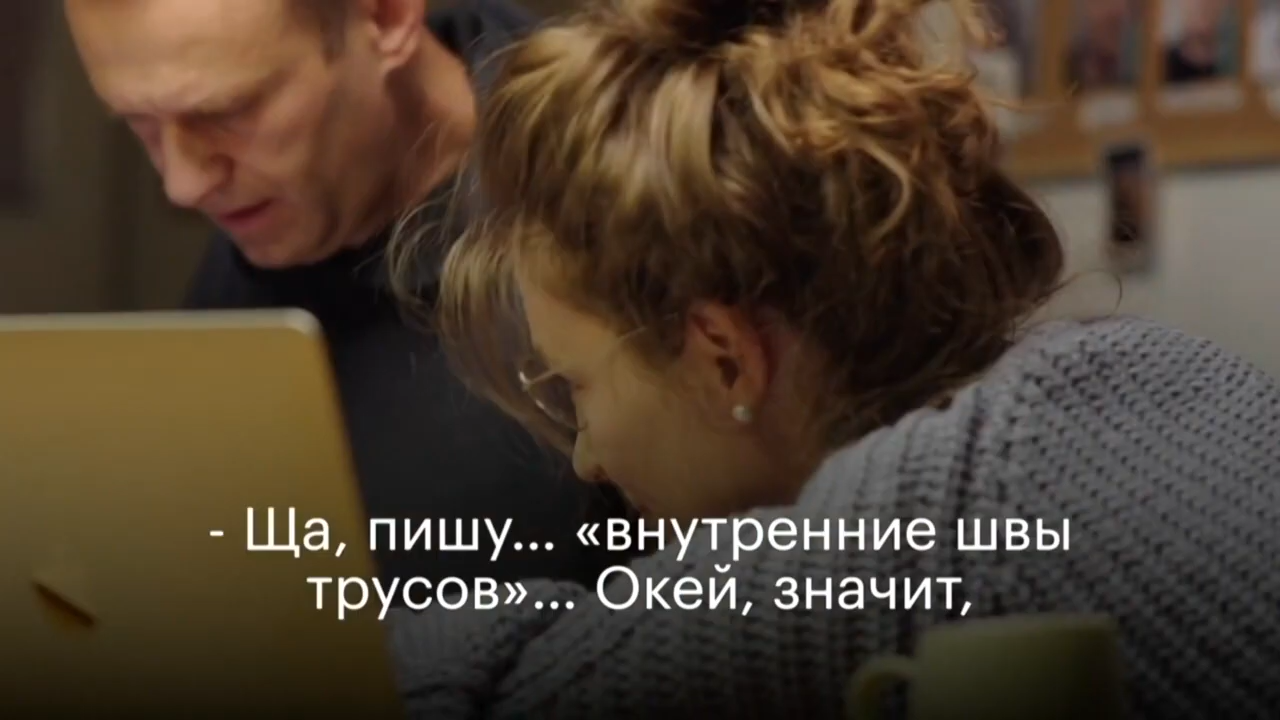 - Ща, пишу... «внутренние швы
трусов»... Окей, значит,